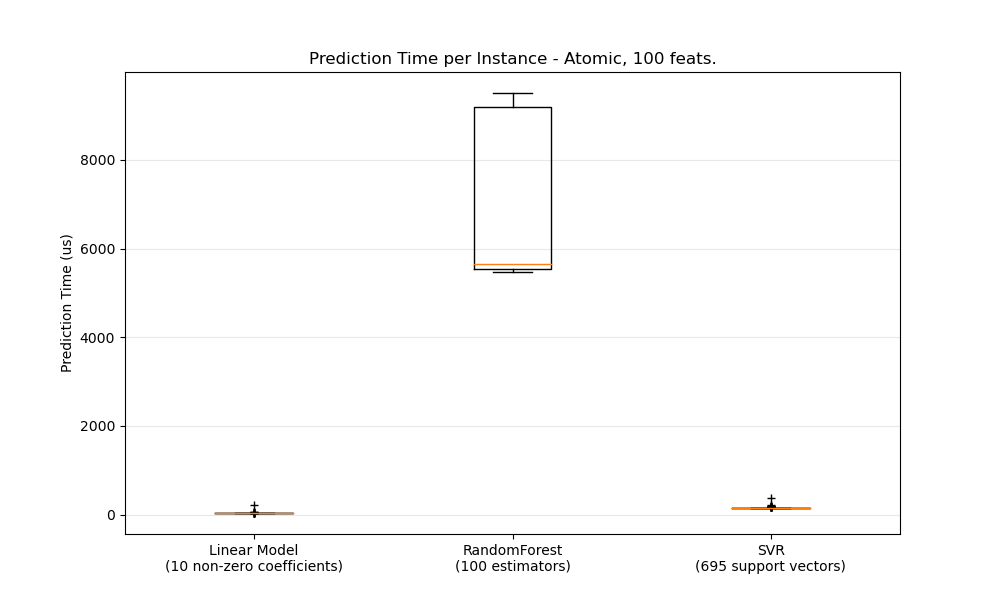 Prediction Time per Instance - Atomic, 100 feats.
Prediction Time (us)
8000
6000
4000
2000
0
Linear Model
(10 non-zero coefficients)
RandomForest
(100 estimators)
SVR
(695 support vectors)